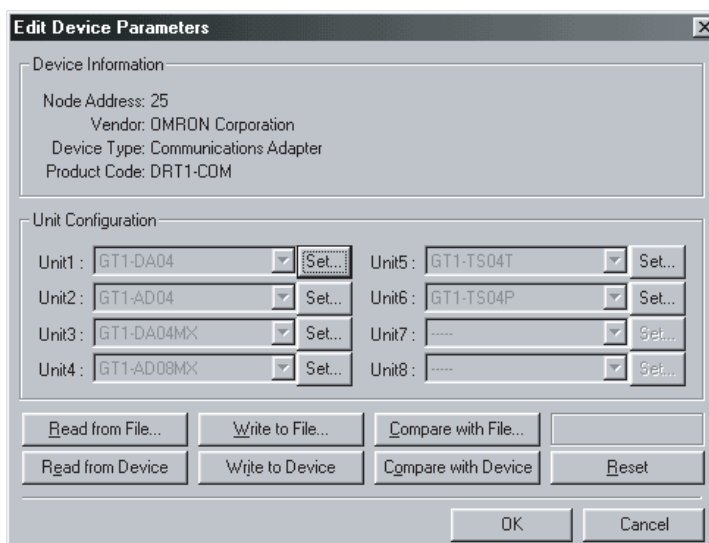 Edit Device Parameters
Device Information
Node Address: 25
Vendor: OMRON Corporation
Device Type: Communications Adapter
Product Code: DRT1-COM
Unit Configuration
Unit1 : GT1-DA04 Set...
Unit2 : GT1-AD04 Set...
Unit3 : GT1-DA04MX Set...
Unit4 : GT1-AD08MX Set...
Unit5 : GT1-TS04T Set...
Unit6 : GT1-TS04P Set...
Unit7 : ----- Set...
Unit8 : ----- Set...
Read from File... Write to File... Compare with File...
Read from Device Write to Device Compare with Device Reset
OK Cancel